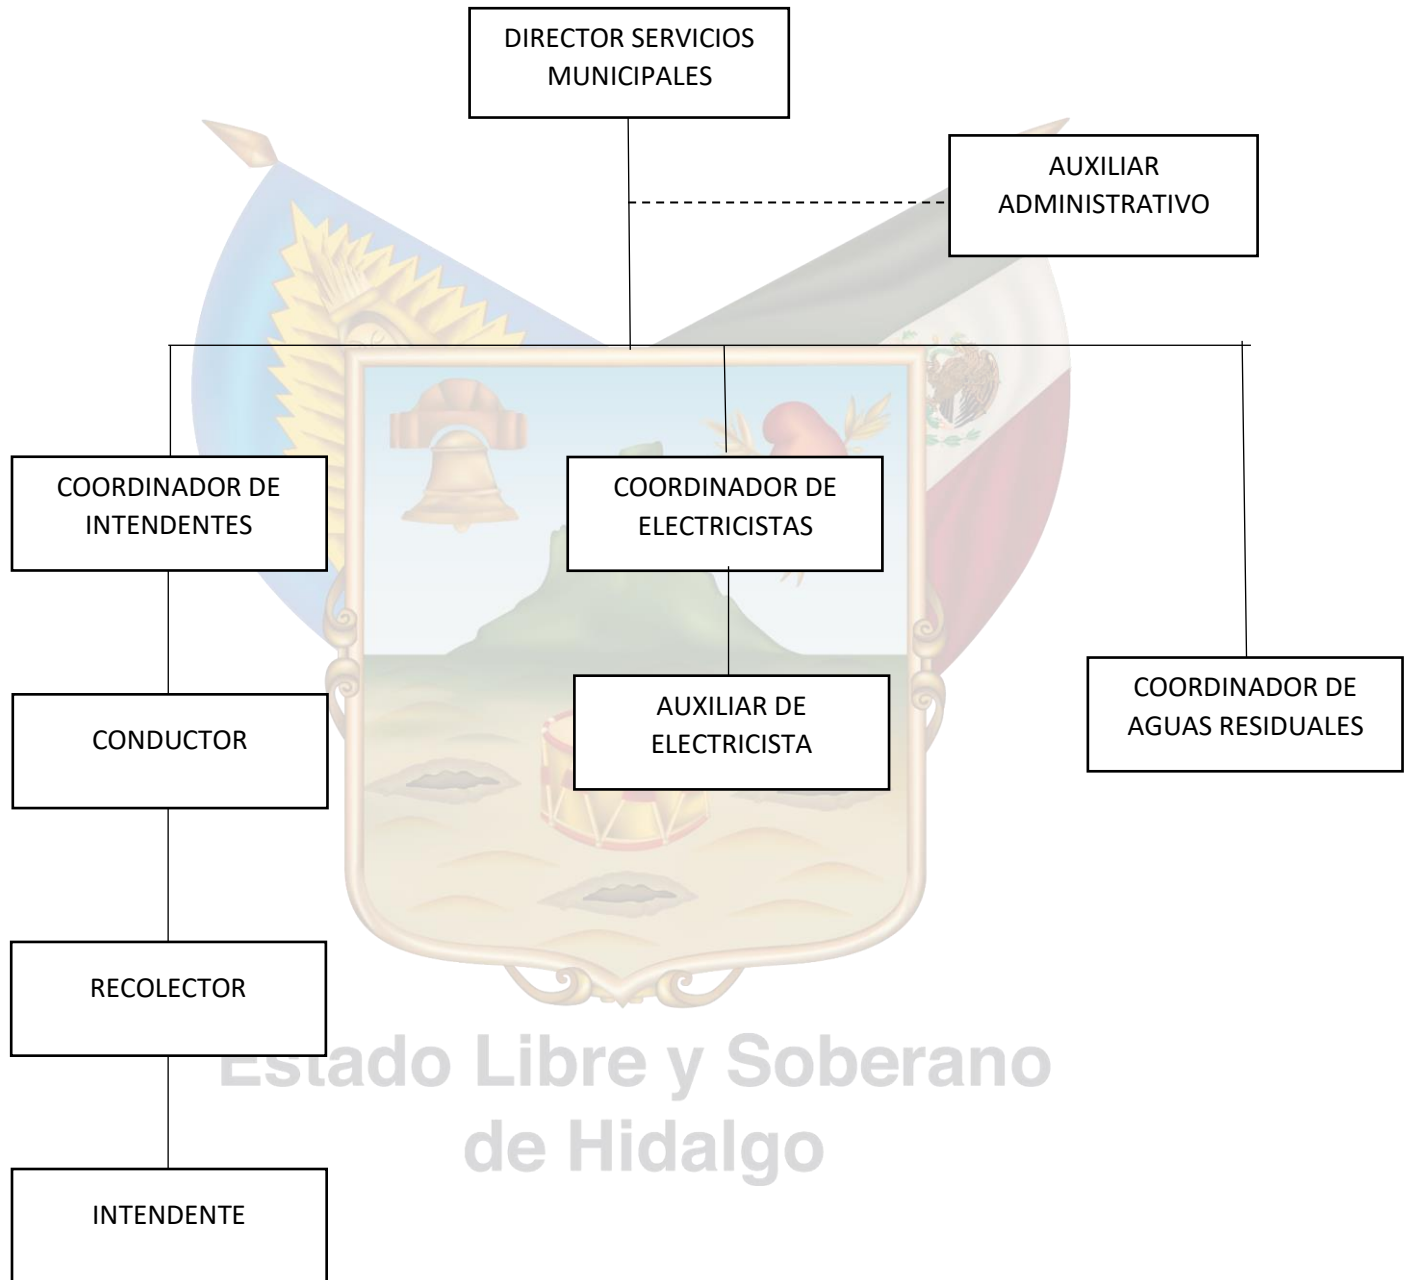 DIRECTOR SERVICIOS
MUNICIPALES
AUXILIAR
ADMINISTRATIVO
COORDINADOR DE
INTENDENTES
COORDINADOR DE
ELECTRICISTAS
COORDINADOR DE
AGUAS RESIDUALES
CONDUCTOR
AUXILIAR DE
ELECTRICISTA
RECOLECTOR
Estado Libre y Soberano
de Hidalgo
INTENDENTE